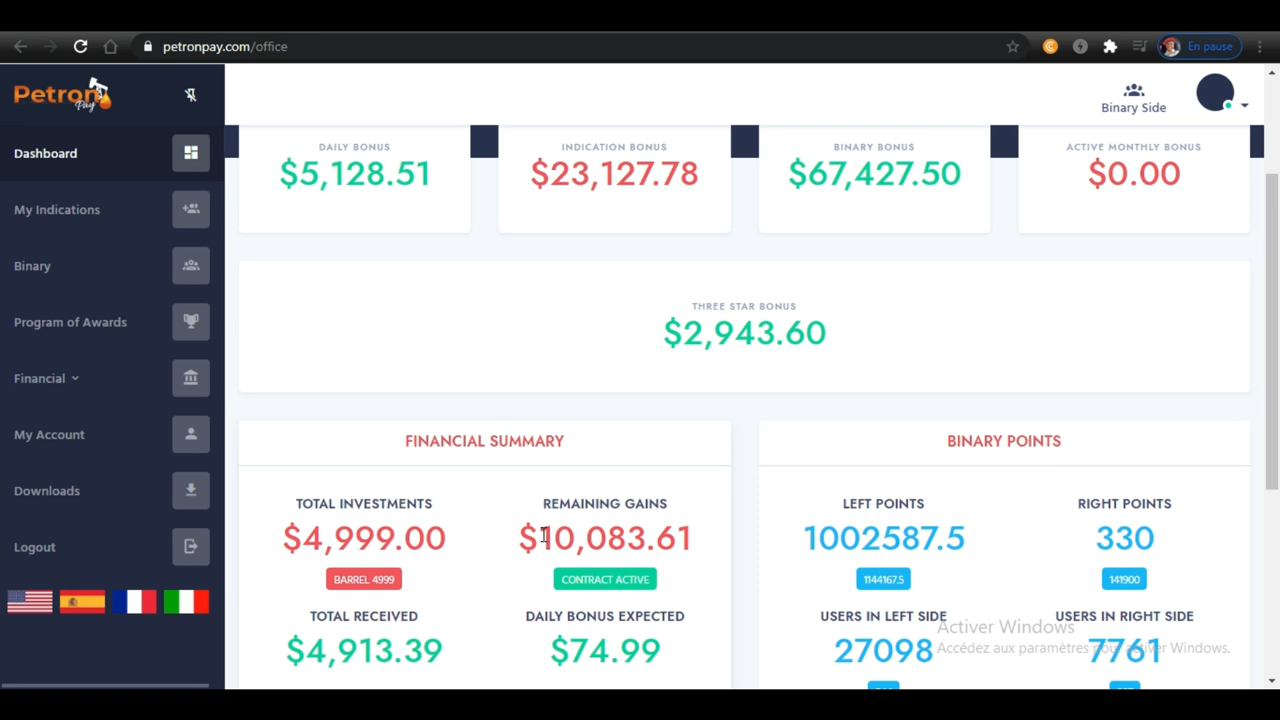 petronpay.com/office
En pause
Petron
Pay
Binary Side
Dashboard
My Indications
Binary
Program of Awards
Financial
My Account
Downloads
Logout
DAILY BONUS
$5,128.51
INDICATION BONUS
$23,127.78
BINARY BONUS
$67,427.50
ACTIVE MONTHLY BONUS
$0.00
THREE STAR BONUS
$2,943.60
FINANCIAL SUMMARY
TOTAL INVESTMENTS
$4,999.00
BARREL 4999
REMAINING GAINS
$10,083.61
CONTRACT ACTIVE
TOTAL RECEIVED
$4,913.39
DAILY BONUS EXPECTED
$74.99
BINARY POINTS
LEFT POINTS
1002587.5
1144167.5
RIGHT POINTS
330
141900
USERS IN LEFT SIDE
27098
USERS IN RIGHT SIDE
7761
Activer Windows
Accédez aux paramètres pour activer Windows.